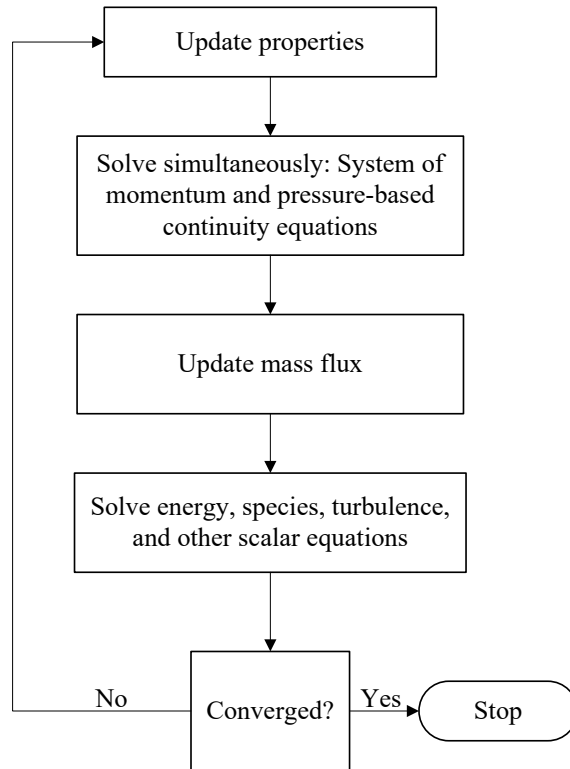 Update properties
Solve simultaneously: System of
momentum and pressure-based
continuity equations
Update mass flux
Solve energy, species, turbulence,
and other scalar equations
No
Converged?
Yes
Stop